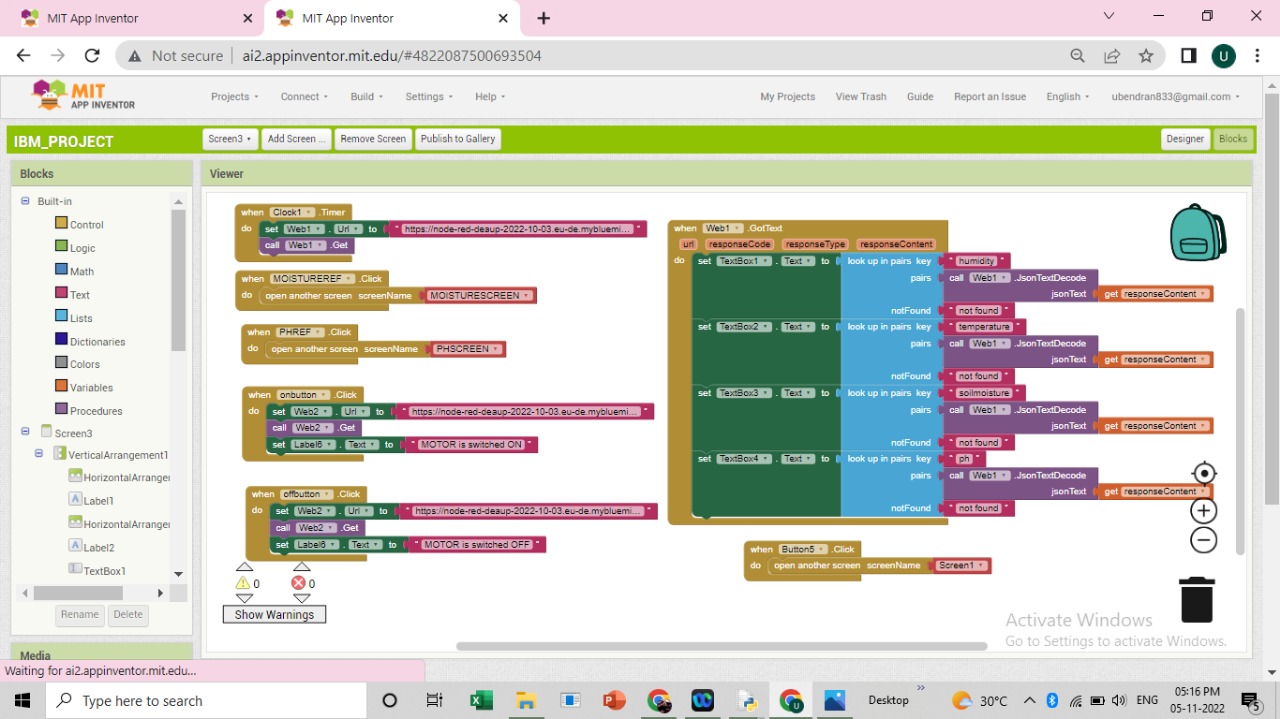 MIT App Inventor
MIT App Inventor
Not secure
ai2.appinventor.mit.edu/#4822087500693504
U
MIT
APP INVENTOR
Projects
Connect
Build
Settings
Help
My Projects
View Trash
Guide
Report an Issue
English
ubendran833@gmail.com
IBM_PROJECT
Screen3
Add Screen ...
Remove Screen
Publish to Gallery
Designer
Blocks
Blocks
Built-in
Control
Logic
Math
Text
Lists
Dictionaries
Colors
Variables
Procedures
Screen3
VerticalArrangement1
HorizontalArranger
Label1
HorizontalArranger
Label2
TextBox1
Rename
Delete
Media
Viewer
when Clock1 .Timer
do set Web1 . Url to " https://node-red-deaup-2022-10-03.eu-de.mybluemi... "
call Web1 .Get
when MOISTUREREF .Click
do open another screen screenName MOISTURESCREEN
when PHREF .Click
do open another screen screenName PHSCREEN
when onbutton .Click
do set Web2 . Url to " https://node-red-deaup-2022-10-03.eu-de.mybluemi... "
call Web2 .Get
set Label6 . Text to " MOTOR is switched ON "
when offbutton .Click
do set Web2 . Url to " https://node-red-deaup-2022-10-03.eu-de.mybluemi... "
call Web2 .Get
set Label6 . Text to " MOTOR is switched OFF "
0 0
Show Warnings
when Web1 .GotText
url responseCode responseType responseContent
do set TextBox1 . Text to look up in pairs key " humidity "
pairs call Web1 .JsonTextDecode
jsonText get responseContent
notFound " not found "
set TextBox2 . Text to look up in pairs key " temperature "
pairs call Web1 .JsonTextDecode
jsonText get responseContent
notFound " not found "
set TextBox3 . Text to look up in pairs key " soilmoisture "
pairs call Web1 .JsonTextDecode
jsonText get responseContent
notFound " not found "
set TextBox4 . Text to look up in pairs key " ph "
pairs call Web1 .JsonTextDecode
jsonText get responseContent
notFound " not found "
when Button5 .Click
do open another screen screenName Screen1
Activate Windows
Go to Settings to activate Windows.
Waiting for ai2.appinventor.mit.edu...
Type here to search
Desktop
30°C
ENG
05:16 PM
05-11-2022
5